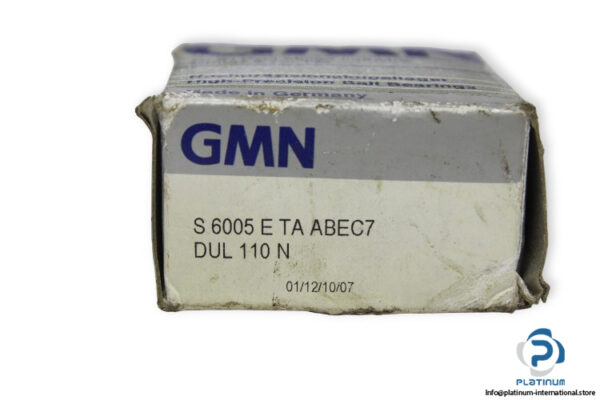 GMN
Hochpräzisionskugellager
High-Precision Ball Bearings
Made in Germany
GMN
S 6005 E TA ABEC7
DUL 110 N
01/12/10/07
PLATINUM
Info@platinum-international.store